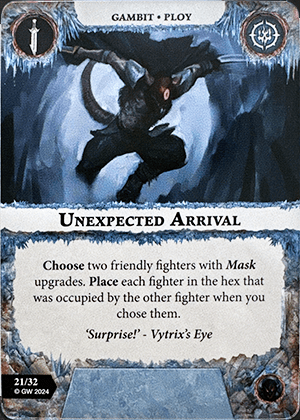 GAMBIT • PLOY
UNEXPECTED ARRIVAL
Choose two friendly fighters with Mask
upgrades. Place each fighter in the hex that
was occupied by the other fighter when you
chose them.
‘Surprise!’ - Vytrix’s Eye
21/32
© GW 2024